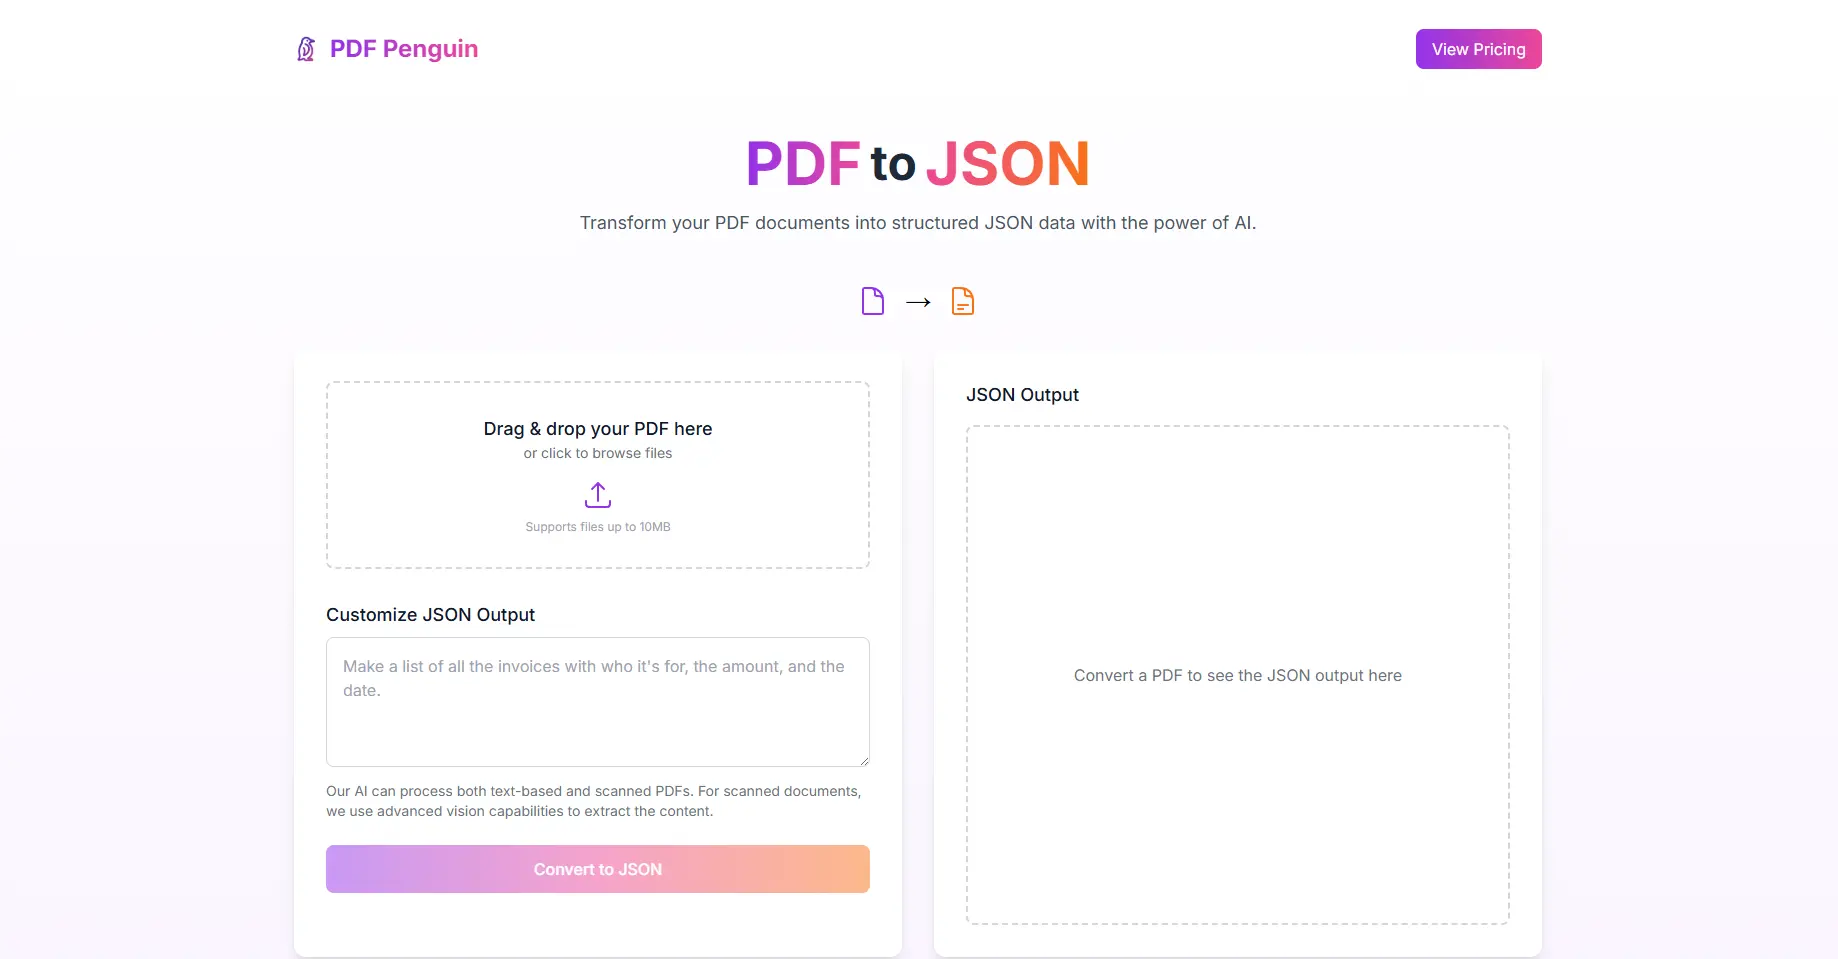 PDF Penguin
View Pricing
PDF to JSON
Transform your PDF documents into structured JSON data with the power of AI.
Drag & drop your PDF here
or click to browse files
Supports files up to 10MB
Customize JSON Output
Make a list of all the invoices with who it's for, the amount, and the
date.
Our AI can process both text-based and scanned PDFs. For scanned documents,
we use advanced vision capabilities to extract the content.
Convert to JSON
JSON Output
Convert a PDF to see the JSON output here